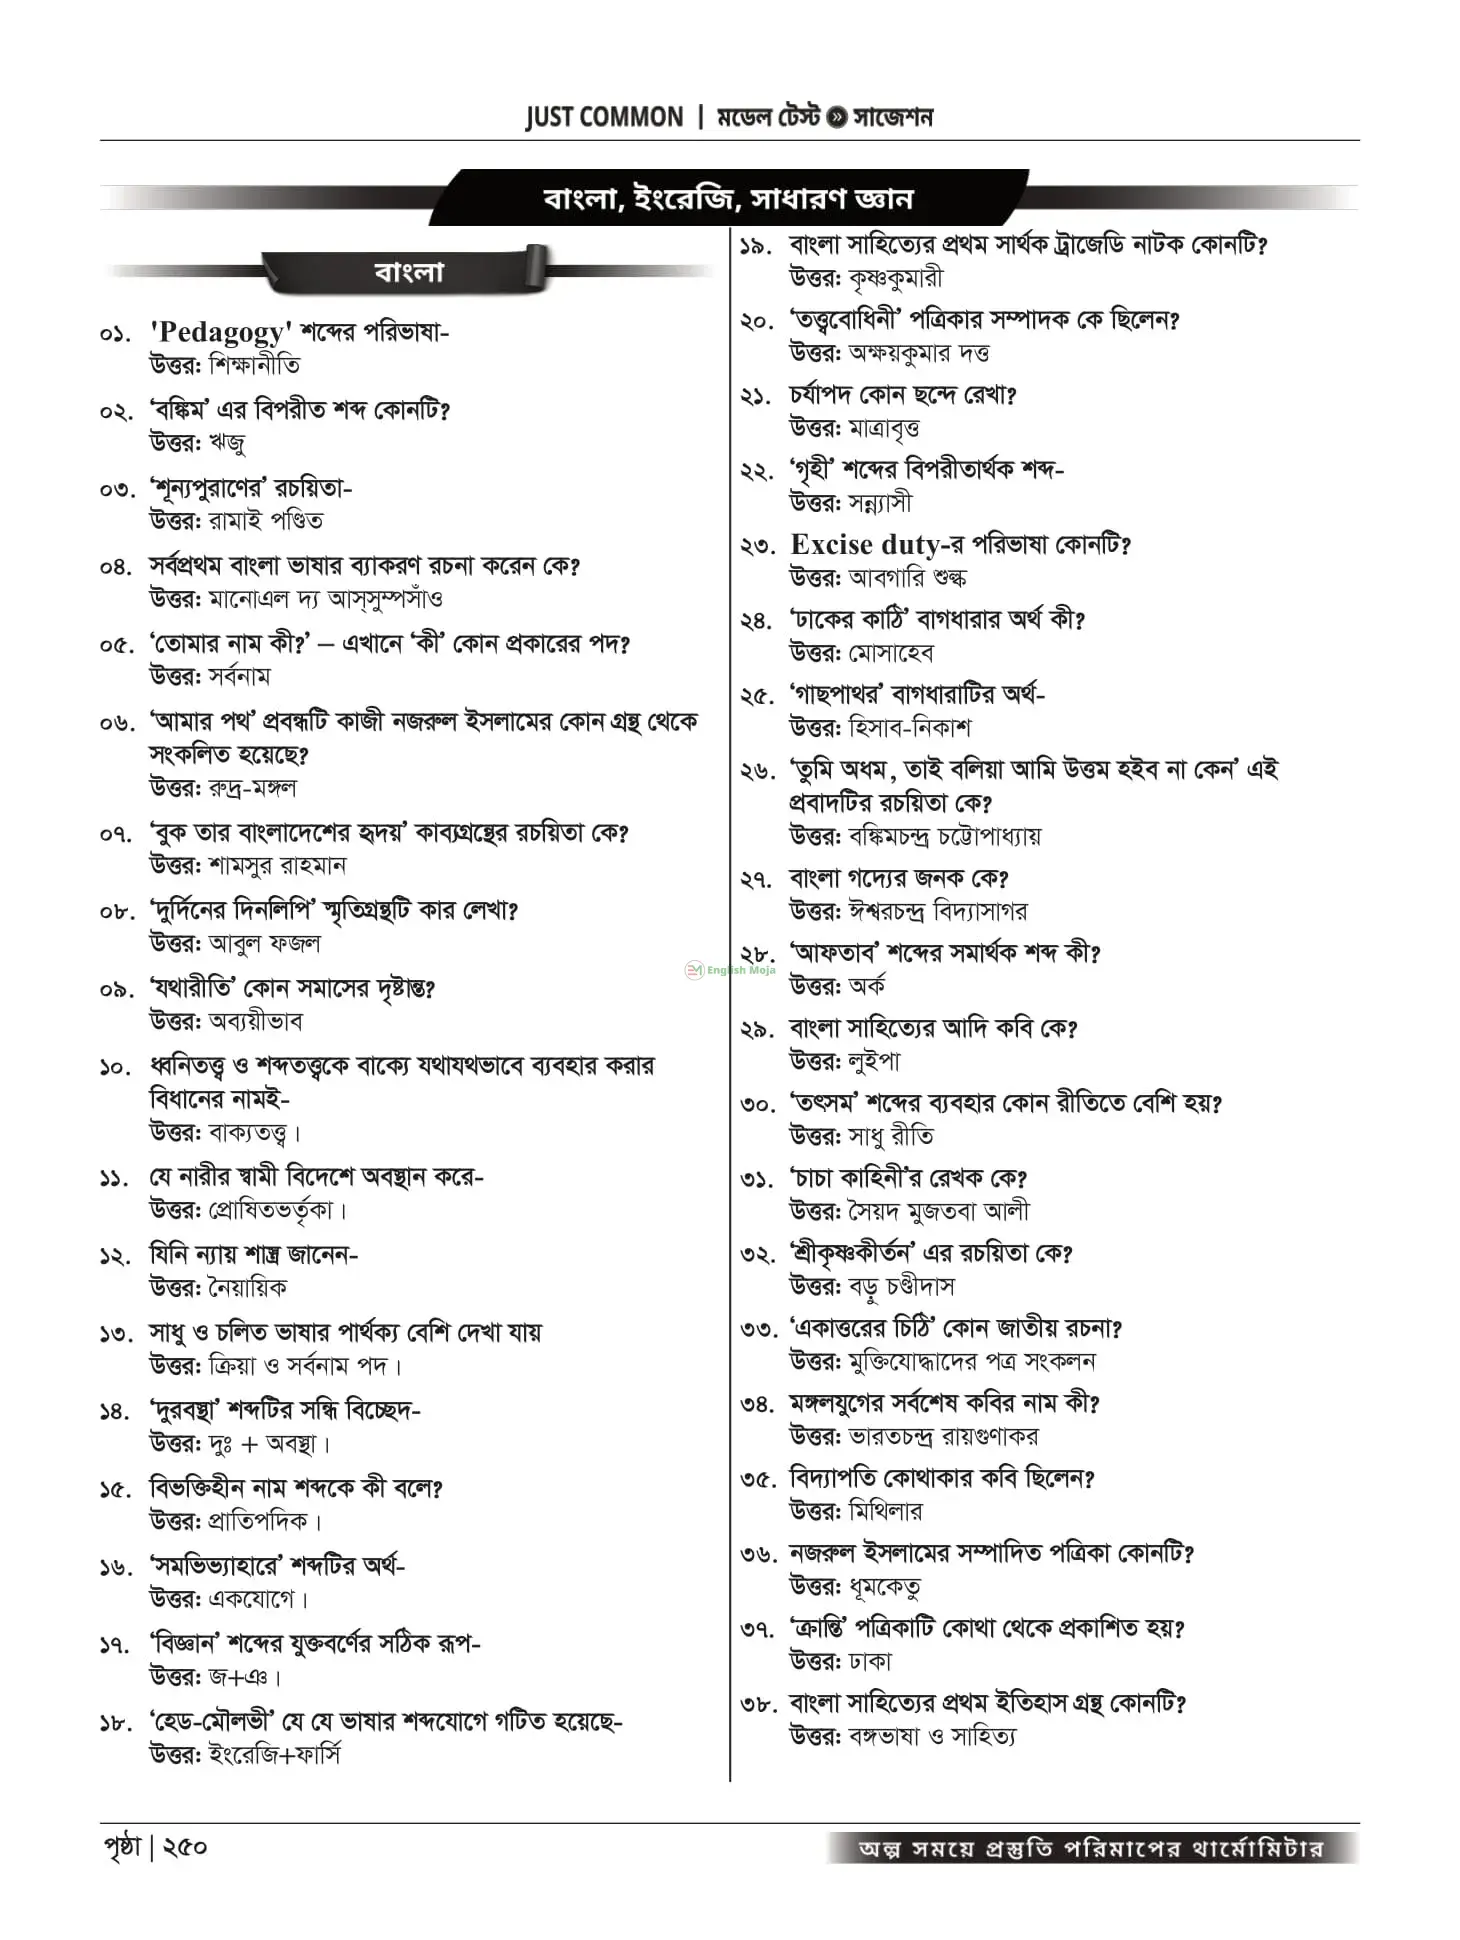 JUST COMMON | মডেল টেস্ট » সাজেশন
বাংলা, ইংরেজি, সাধারণ জ্ঞান
বাংলা
০১. 'Pedagogy' শব্দের পরিভাষা-
উত্তর: শিক্ষানীতি
০২. ‘বঙ্কিম’ এর বিপরীত শব্দ কোনটি?
উত্তর: ঋজু
০৩. ‘শূন্যপুরাণের’ রচয়িতা-
উত্তর: রামাই পণ্ডিত
০৪. সর্বপ্রথম বাংলা ভাষার ব্যাকরণ রচনা করেন কে?
উত্তর: মানোএল দ্য আস্‌সুম্পসাঁও
০৫. ‘তোমার নাম কী?’ – এখানে ‘কী’ কোন প্রকারের পদ?
উত্তর: সর্বনাম
০৬. ‘আমার পথ’ প্রবন্ধটি কাজী নজরুল ইসলামের কোন গ্রন্থ থেকে
সংকলিত হয়েছে?
উত্তর: রুদ্র-মঙ্গল
০৭. ‘বুক তার বাংলাদেশের হৃদয়’ কাব্যগ্রন্থের রচয়িতা কে?
উত্তর: শামসুর রাহমান
০৮. ‘দুর্দিনের দিনলিপি’ স্মৃতিগ্রন্থটি কার লেখা?
উত্তর: আবুল ফজল
০৯. ‘যথারীতি’ কোন সমাসের দৃষ্টান্ত?
উত্তর: অব্যয়ীভাব
১০. ধ্বনিতত্ত্ব ও শব্দতত্ত্বকে বাক্যে যথাযথভাবে ব্যবহার করার
বিধানের নামই-
উত্তর: বাক্যতত্ত্ব।
১১. যে নারীর স্বামী বিদেশে অবস্থান করে-
উত্তর: প্রোষিতভর্তৃকা।
১২. যিনি ন্যায় শাস্ত্র জানেন-
উত্তর: নৈয়ায়িক
১৩. সাধু ও চলিত ভাষার পার্থক্য বেশি দেখা যায়
উত্তর: ক্রিয়া ও সর্বনাম পদ।
১৪. ‘দুরবস্থা’ শব্দটির সন্ধি বিচ্ছেদ-
উত্তর: দুঃ + অবস্থা।
১৫. বিভক্তিহীন নাম শব্দকে কী বলে?
উত্তর: প্রাতিপদিক।
১৬. ‘সমভিভ্যাহারে’ শব্দটির অর্থ-
উত্তর: একযোগে।
১৭. ‘বিজ্ঞান’ শব্দের যুক্তবর্ণের সঠিক রূপ-
উত্তর: জ+ঞ।
১৮. ‘হেড-মৌলভী’ যে যে ভাষার শব্দযোগে গটিত হয়েছে-
উত্তর: ইংরেজি+ফার্সি
১৯. বাংলা সাহিত্যের প্রথম সার্থক ট্রাজেডি নাটক কোনটি?
উত্তর: কৃষ্ণকুমারী
২০. ‘তত্ত্ববোধিনী’ পত্রিকার সম্পাদক কে ছিলেন?
উত্তর: অক্ষয়কুমার দত্ত
২১. চর্যাপদ কোন ছন্দে রেখা?
উত্তর: মাত্রাবৃত্ত
২২. ‘গৃহী’ শব্দের বিপরীতার্থক শব্দ-
উত্তর: সন্ন্যাসী
২৩. Excise duty-র পরিভাষা কোনটি?
উত্তর: আবগারি শুল্ক
২৪. ‘ঢাকের কাঠি’ বাগধারার অর্থ কী?
উত্তর: মোসাহেব
২৫. ‘গাছপাথর’ বাগধারাটির অর্থ-
উত্তর: হিসাব-নিকাশ
২৬. ‘তুমি অধম, তাই বলিয়া আমি উত্তম হইব না কেন’ এই
প্রবাদটির রচয়িতা কে?
উত্তর: বঙ্কিমচন্দ্র চট্টোপাধ্যায়
২৭. বাংলা গদ্যের জনক কে?
উত্তর: ঈশ্বরচন্দ্র বিদ্যাসাগর
২৮. ‘আফতাব’ শব্দের সমার্থক শব্দ কী?
English Moja
উত্তর: অর্ক
২৯. বাংলা সাহিত্যের আদি কবি কে?
উত্তর: লুইপা
৩০. ‘তৎসম’ শব্দের ব্যবহার কোন রীতিতে বেশি হয়?
উত্তর: সাধু রীতি
৩১. ‘চাচা কাহিনী’র রেখক কে?
উত্তর: সৈয়দ মুজতবা আলী
৩২. ‘শ্রীকৃষ্ণকীর্তন’ এর রচয়িতা কে?
উত্তর: বড়ু চণ্ডীদাস
৩৩. ‘একাত্তরের চিঠি’ কোন জাতীয় রচনা?
উত্তর: মুক্তিযোদ্ধাদের পত্র সংকলন
৩৪. মঙ্গলযুগের সর্বশেষ কবির নাম কী?
উত্তর: ভারতচন্দ্র রায়গুণাকর
৩৫. বিদ্যাপতি কোথাকার কবি ছিলেন?
উত্তর: মিথিলার
৩৬. নজরুল ইসলামের সম্পাদিত পত্রিকা কোনটি?
উত্তর: ধূমকেতু
৩৭. ‘ক্রান্তি’ পত্রিকাটি কোথা থেকে প্রকাশিত হয়?
উত্তর: ঢাকা
৩৮. বাংলা সাহিত্যের প্রথম ইতিহাস গ্রন্থ কোনটি?
উত্তর: বঙ্গভাষা ও সাহিত্য
পৃষ্ঠা | ২৫০
অল্প সময়ে প্রস্তুতি পরিমাপের থার্মোমিটার